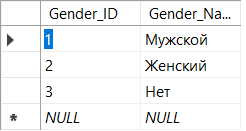 Gender_ID Gender_Na...
1 Мужской
2 Женский
3 Нет
NULL NULL